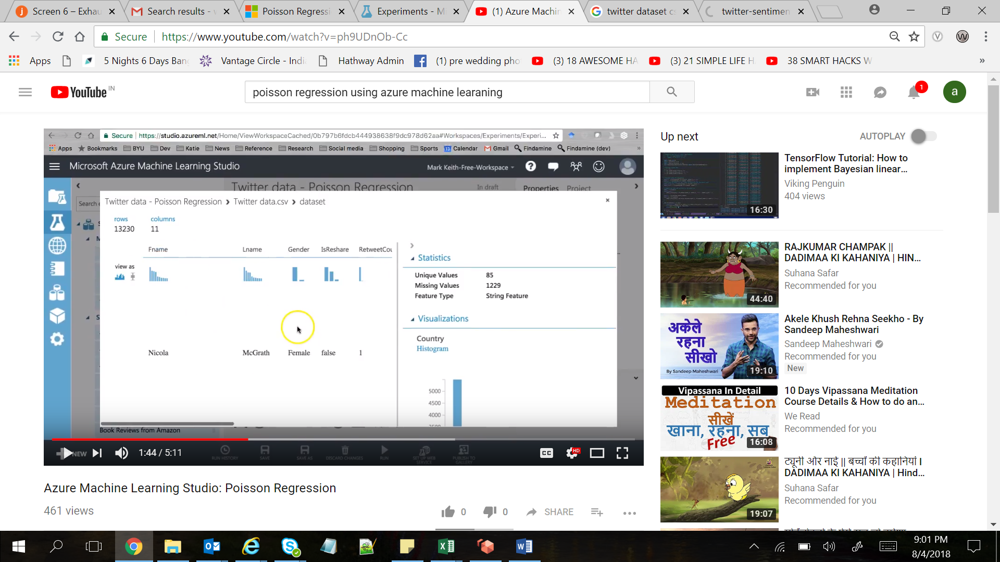 Screen 6 – Exhau
Search results -
Poisson Regressi
Experiments - M
(1) Azure Machin
twitter dataset cs
twitter-sentimen
Secure
https://www.youtube.com/watch?v=ph9UDnOb-Cc
Apps
5 Nights 6 Days Ban
Vantage Circle - Indi
Hathway Admin
(1) pre wedding pho
(3) 18 AWESOME HA
(3) 21 SIMPLE LIFE H
38 SMART HACKS W
»
YouTube IN
poisson regression using azure machine learaning
1
a
Secure
https://studio.azureml.net/Home/ViewWorkspaceCached/0b797b6fdcb444938638f9dc978d62aa#Workspaces/Experiments/Experi...
Apps Bookmarks BYU Dev Katie News Reference Research Social media Shopping Sports Calendar Gmail Findamine Findamine (dev)
Microsoft Azure Machine Learning Studio
Mark Keith-Free-Workspace
Twitter data - Poisson Regression
In draft
Properties Project
Search e
Twitter data - Poisson Regression > Twitter data.csv > dataset
rows columns
13230 11
Fname Lname Gender IsReshare RetweetCou
view as
Nicola McGrath Female false 1
Statistics
Unique Values 85
Missing Values 1229
Feature Type String Feature
Visualizations
Country
Histogram
5000
4500
4000
3500
Book Reviews from Amazon
NEW
1:44 / 5:11
RUN HISTORY
SAVE
SAVE AS
DISCARD CHANGES
RUN
SET UP WEB SERVICE
PUBLISH TO GALLERY
CC
HD
Azure Machine Learning Studio: Poisson Regression
461 views
0
0
SHARE
Up next
AUTOPLAY
16:30
TensorFlow Tutorial: How to
implement Bayesian linear...
Viking Penguin
404 views
44:40
RAJKUMAR CHAMPAK ||
DADIMAA KI KAHANIYA | HIN...
Suhana Safar
Recommended for you
अकेले
रहना
सीखो
By Sandeep Maheshwari
19:10
Akele Khush Rehna Seekho - By
Sandeep Maheshwari
Sandeep Maheshwari
Recommended for you
New
Vipassana In Detail
Meditation
सीखें
खाना, रहना, सब
Free
16:08
10 Days Vipassana Meditation
Course Details & How to do an...
We Read
Recommended for you
19:07
ट्यूनी और नाई || बच्चों की कहानियां I
DADIMAA KI KAHANIYA | Hind...
Suhana Safar
Recommended for you
9:01 PM
8/4/2018